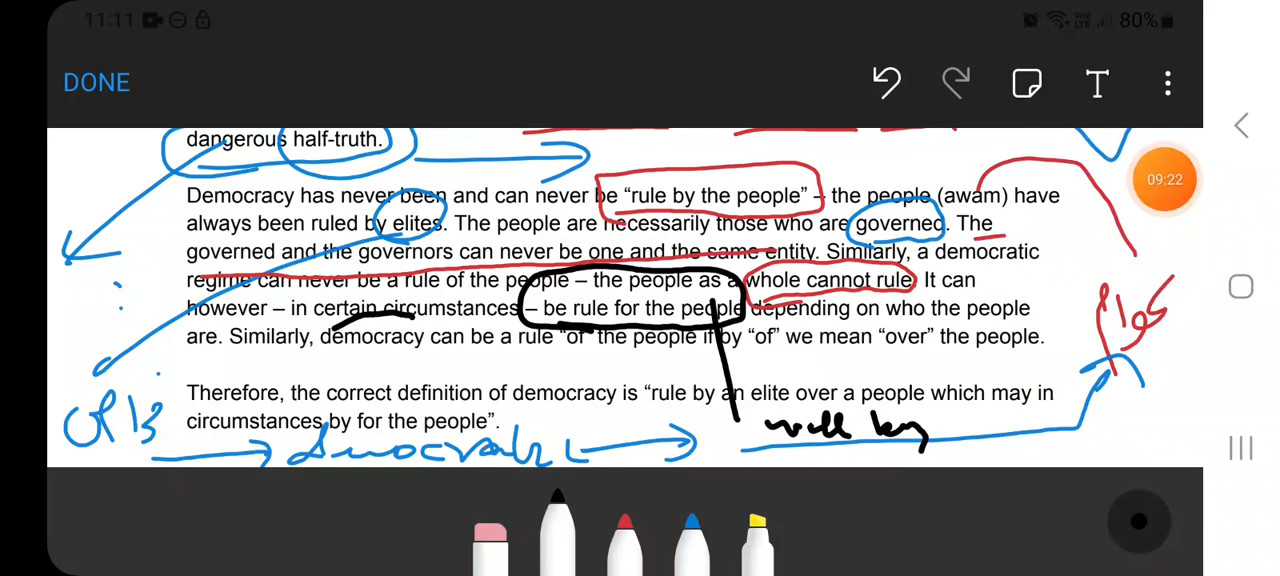 11:11 80%
DONE
dangerous half-truth.
Democracy has never been and can never be “rule by the people” – the people (awam) have
09:22
always been ruled by elites. The people are necessarily those who are governed. The
governed and the governors can never be one and the same entity. Similarly, a democratic
regime can never be a rule of the people – the people as a whole cannot rule. It can
however – in certain circumstances – be rule for the people depending on who the people
are. Similarly, democracy can be a rule “of” the people if by “of” we mean “over” the people.
Therefore, the correct definition of democracy is “rule by an elite over a people which may in
circumstances by for the people”.